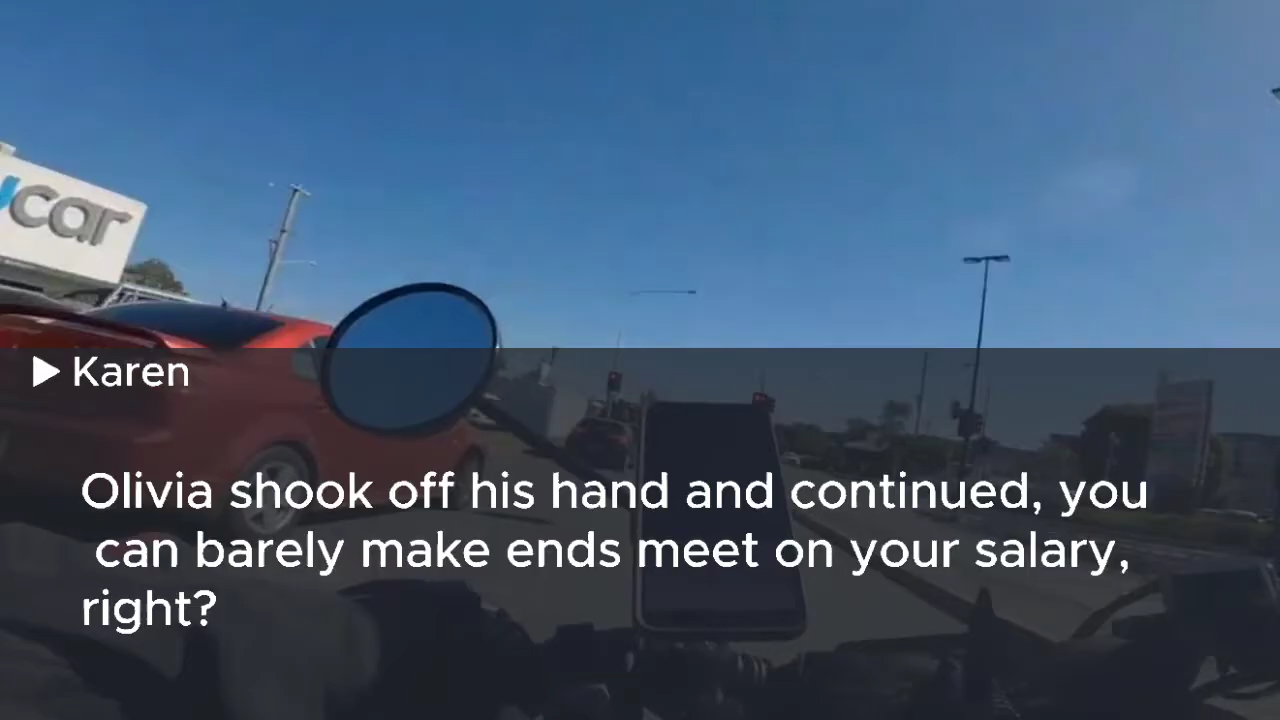 car
▶ Karen
Olivia shook off his hand and continued, you
can barely make ends meet on your salary,
right?